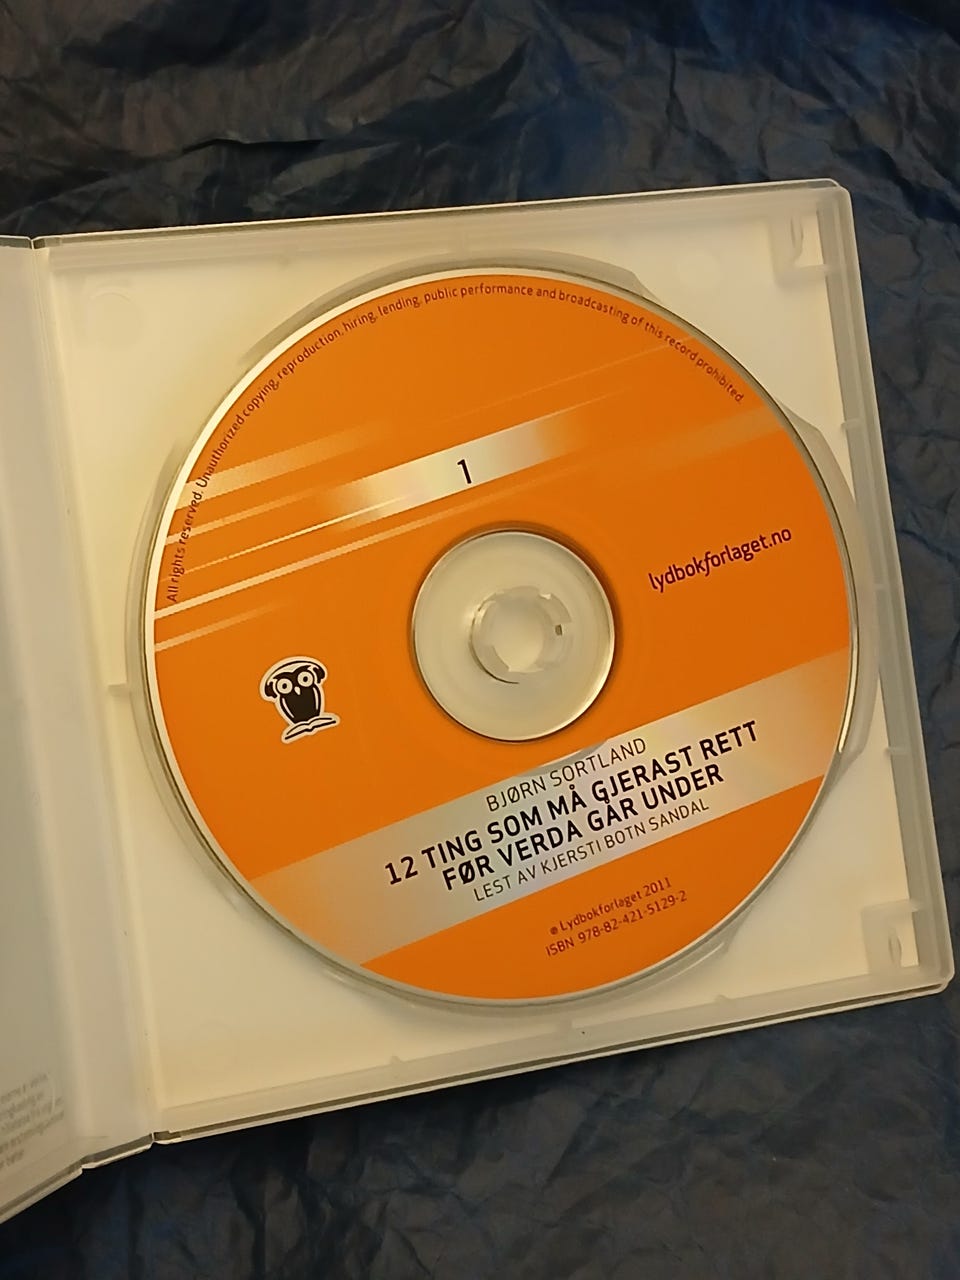 All rights reserved. Unauthorized copying, reproduction, hiring, lending, public performance and broadcasting of this record prohibited.
1
lydbokforlaget.no
BJØRN SORTLAND
12 TING SOM MÅ GJERAST RETT
FØR VERDA GÅR UNDER
LEST AV KJERSTI BOTN SANDAL
℗ Lydbokforlaget 2011
ISBN 978-82-421-5129-2